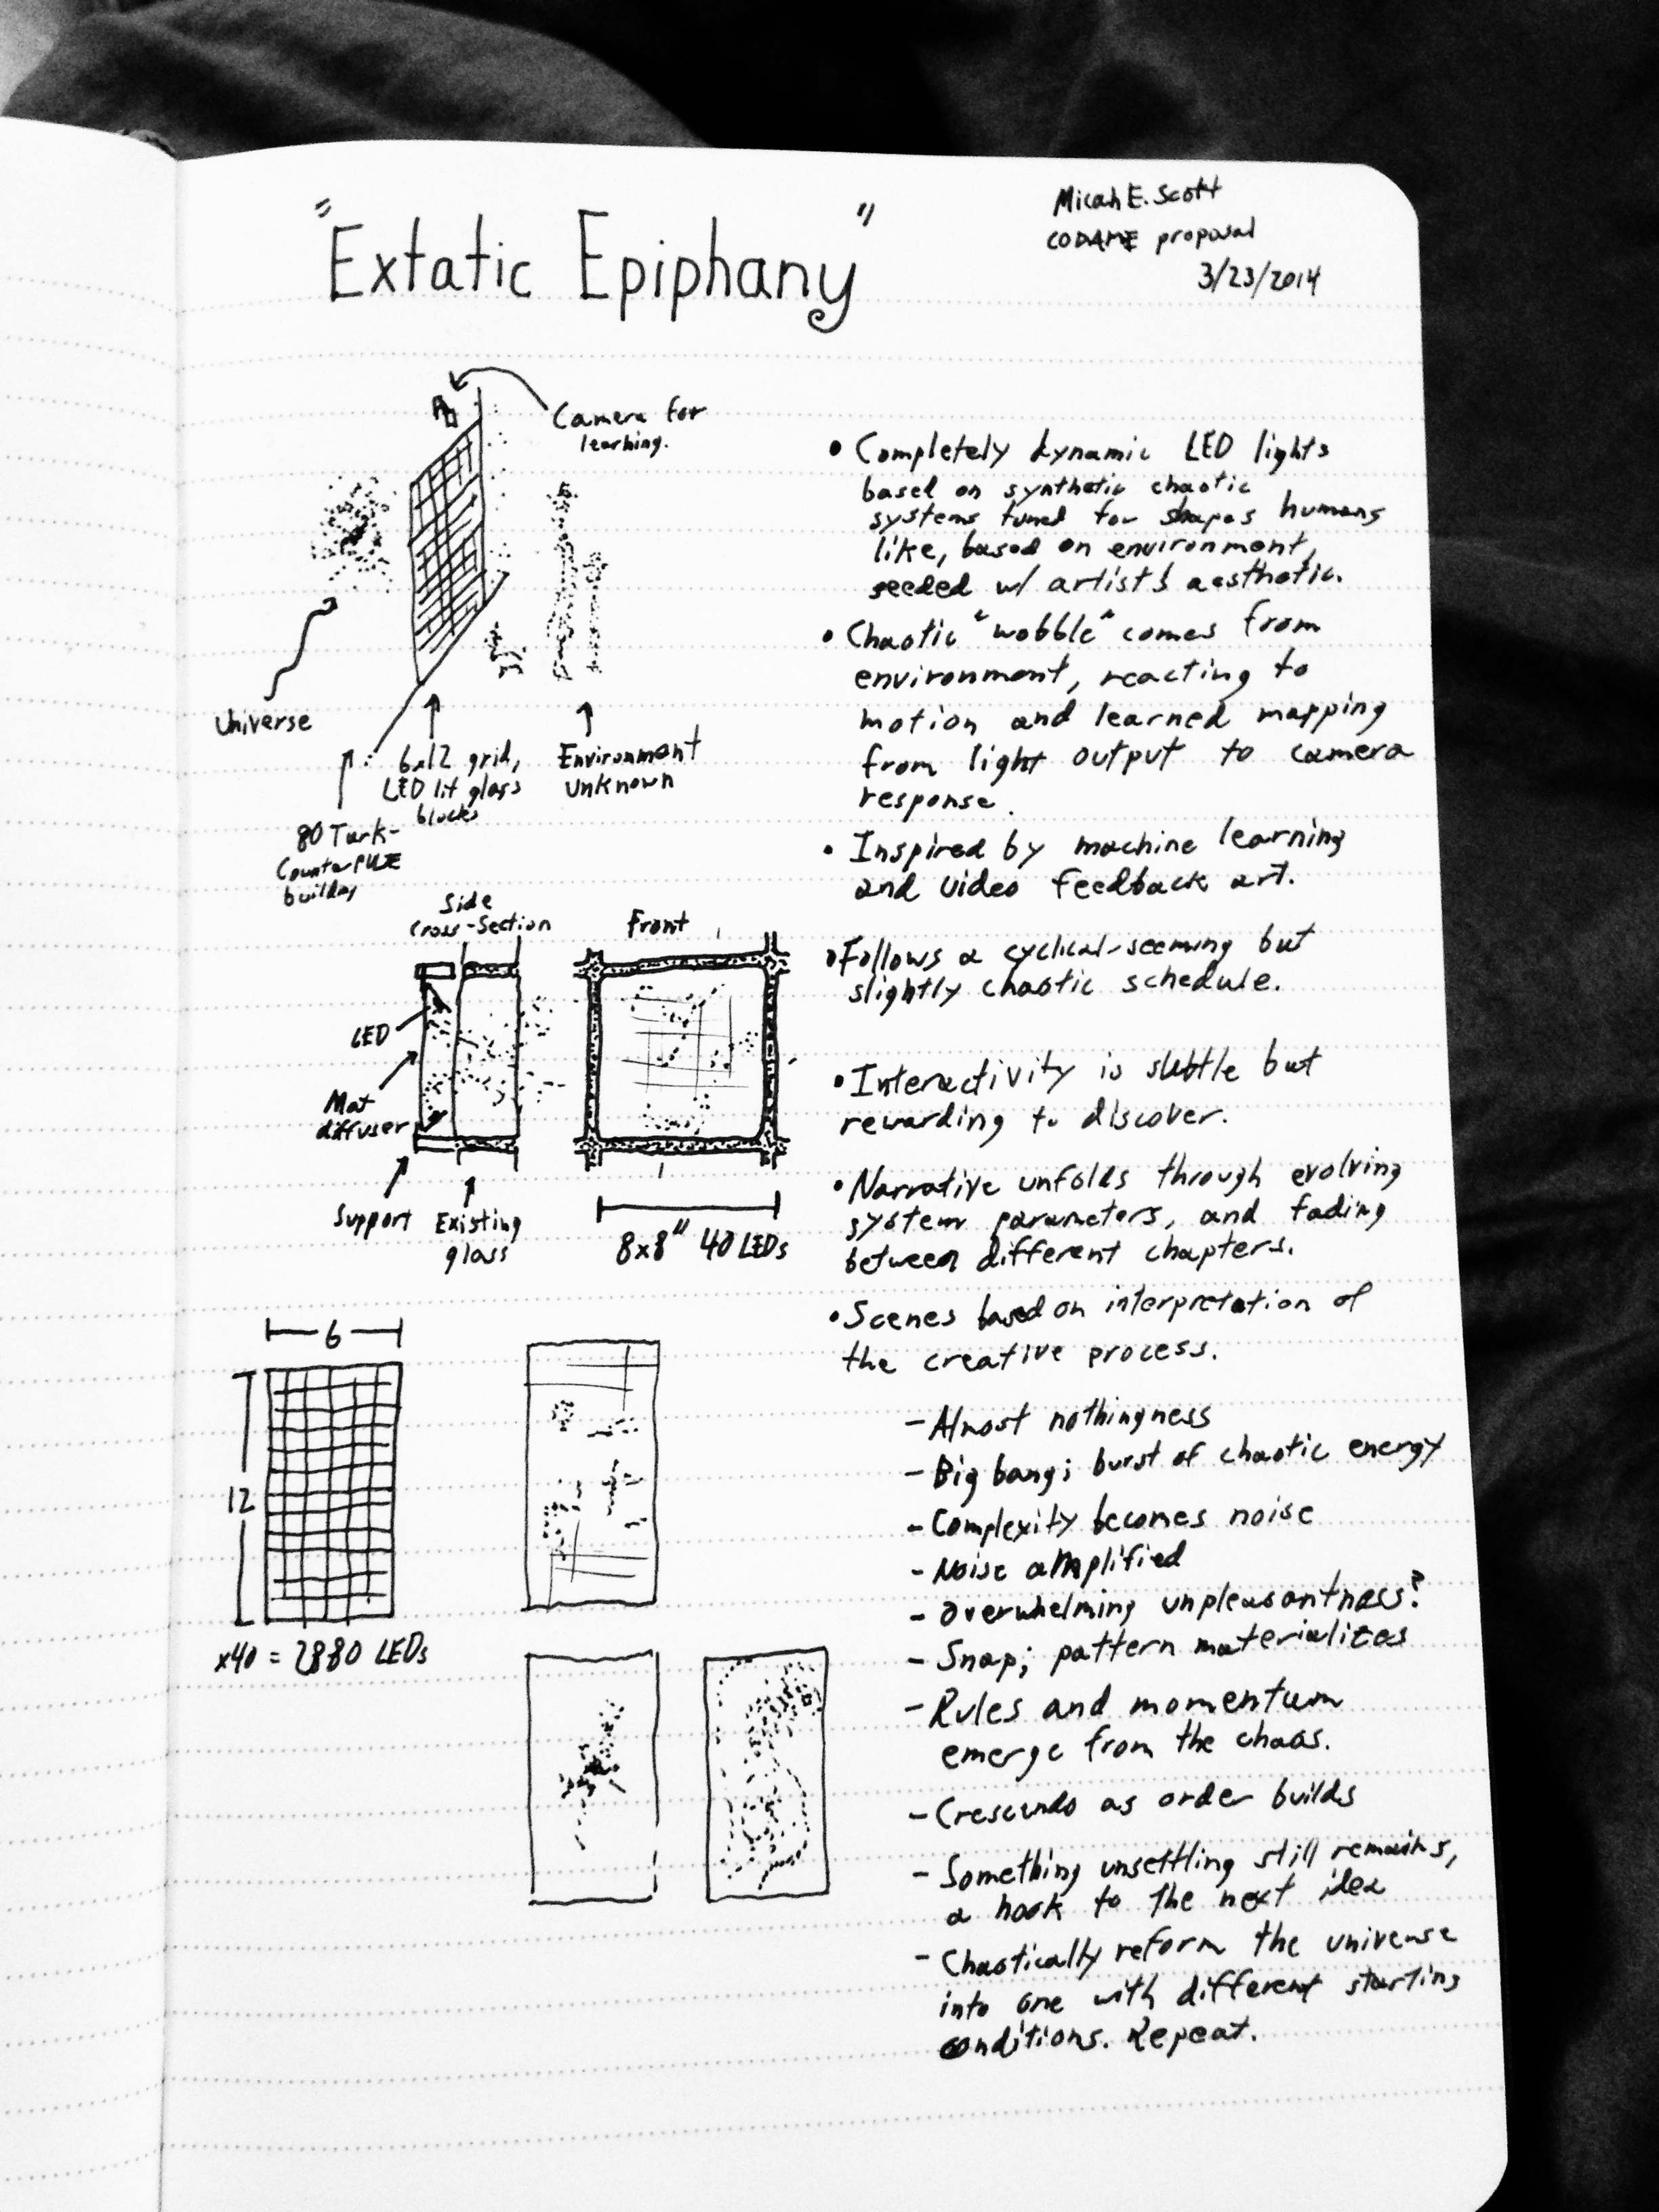 "Extatic Epiphany"
Micah E. Scott
CODAME proposal
3/23/2014
Camera for
learning.
Universe
6x12 grid,
LED lit glass
blocks
Environment
unknown
80 Turk-
CounterPULSE
building
Side
Cross-Section
Front
LED
Mat
diffuser
Support
Existing
glass
8x8" 40 LEDs
6
12
x40 = 2880 LEDs
• Completely dynamic LED lights
based on synthetic chaotic
systems tuned for shapes humans
like, based on environment,
seeded w/ artist's aesthetic.
• Chaotic "wobble" comes from
environment, reacting to
motion and learned mapping
from light output to camera
response.
• Inspired by machine learning
and video feedback art.
• Follows a cyclical-seeming but
slightly chaotic schedule.
• Interactivity is subtle but
rewarding to discover.
• Narrative unfolds through evolving
system parameters, and fading
between different chapters.
• Scenes based on interpretation of
the creative process.
- Almost nothingness
- Big bang; burst of chaotic energy
- Complexity becomes noise
- Noise amplified
- Overwhelming unpleasantness?
- Snap; pattern materializes
- Rules and momentum
emerge from the chaos.
- Crescendo as order builds
- Something unsettling still remains,
a hook to the next idea
- Chaotically reform the universe
into one with different starting
conditions. Repeat.